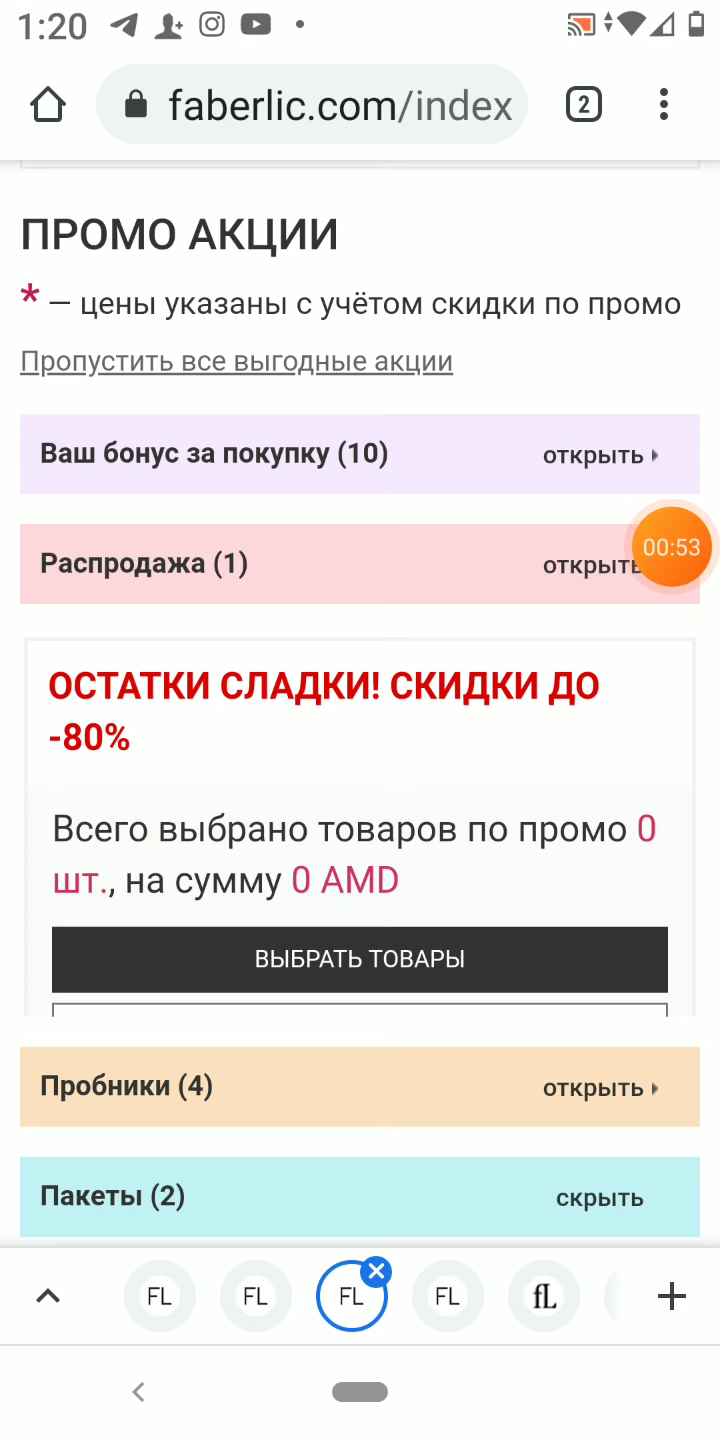 1:20
faberlic.com/index
2
ПРОМО АКЦИИ
* — цены указаны с учётом скидки по промо
Пропустить все выгодные акции
Ваш бонус за покупку (10) открыть
Распродажа (1) открыть
00:53
ОСТАТКИ СЛАДКИ! СКИДКИ ДО
-80%
Всего выбрано товаров по промо 0
шт., на сумму 0 AMD
ВЫБРАТЬ ТОВАРЫ
Пробники (4) открыть
Пакеты (2) скрыть
FL FL FL FL fL